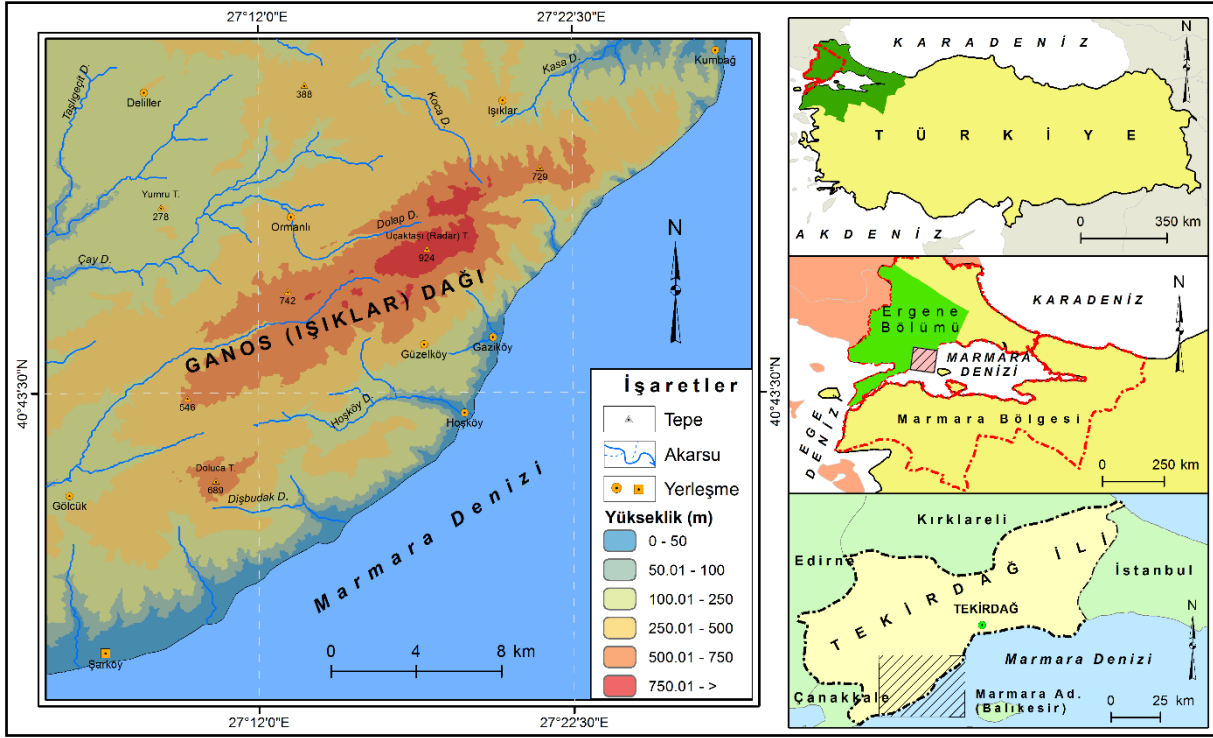 27°12'0"E
27°22'30"E
Kumbağ
Kasa D.
Taşlıgeçit D.
Deliller
388
Koca D.
Işıklar
729
Yumru T.
278
Ormanlı
Dolap D.
Uçaktaşı (Radar) T.
924
Çay D.
742
GANOS (IŞIKLAR) DAĞI
Güzelköy
Gaziköy
40°43'30"N
546
Hoşköy D.
Hoşköy
Doluca T.
689
Dişbudak D.
Gölcük
Marmara Denizi
Şarköy
N
0 4 8 km
27°12'0"E
27°22'30"E
40°43'30"N
İşaretler
Tepe
Akarsu
Yerleşme
Yükseklik (m)
0 - 50
50.01 - 100
100.01 - 250
250.01 - 500
500.01 - 750
750.01 - >
KARADENİZ
N
TÜRKİYE
AKDENİZ
0 350 km
N
KARADENİZ
Ergene
Bölümü
MARMARA
DENİZİ
EGE
DENİZİ
Marmara Bölgesi
0 250 km
Kırklareli
Edirne
İstanbul
TEKİRDAĞ İLİ
TEKİRDAĞ
N
Marmara Denizi
Çanakkale
Marmara Ad.
(Balıkesir)
0 25 km